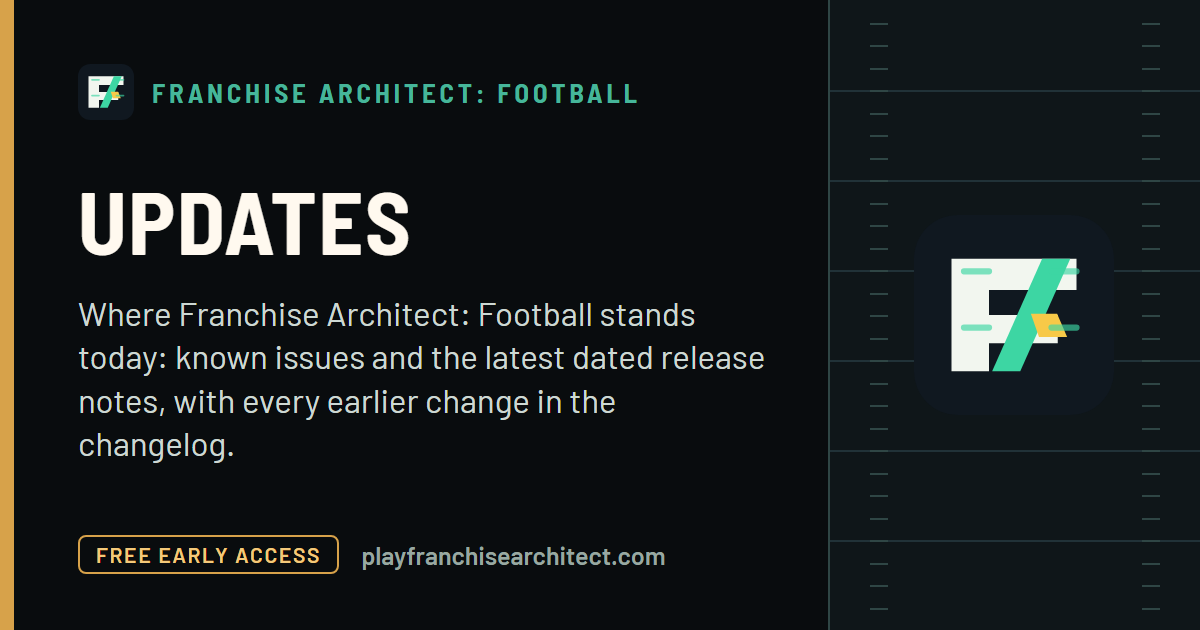 FRANCHISE ARCHITECT: FOOTBALL
UPDATES
Where Franchise Architect: Football stands
today: known issues and the latest dated release
notes, with every earlier change in the
changelog.
FREE EARLY ACCESS
playfranchisearchitect.com